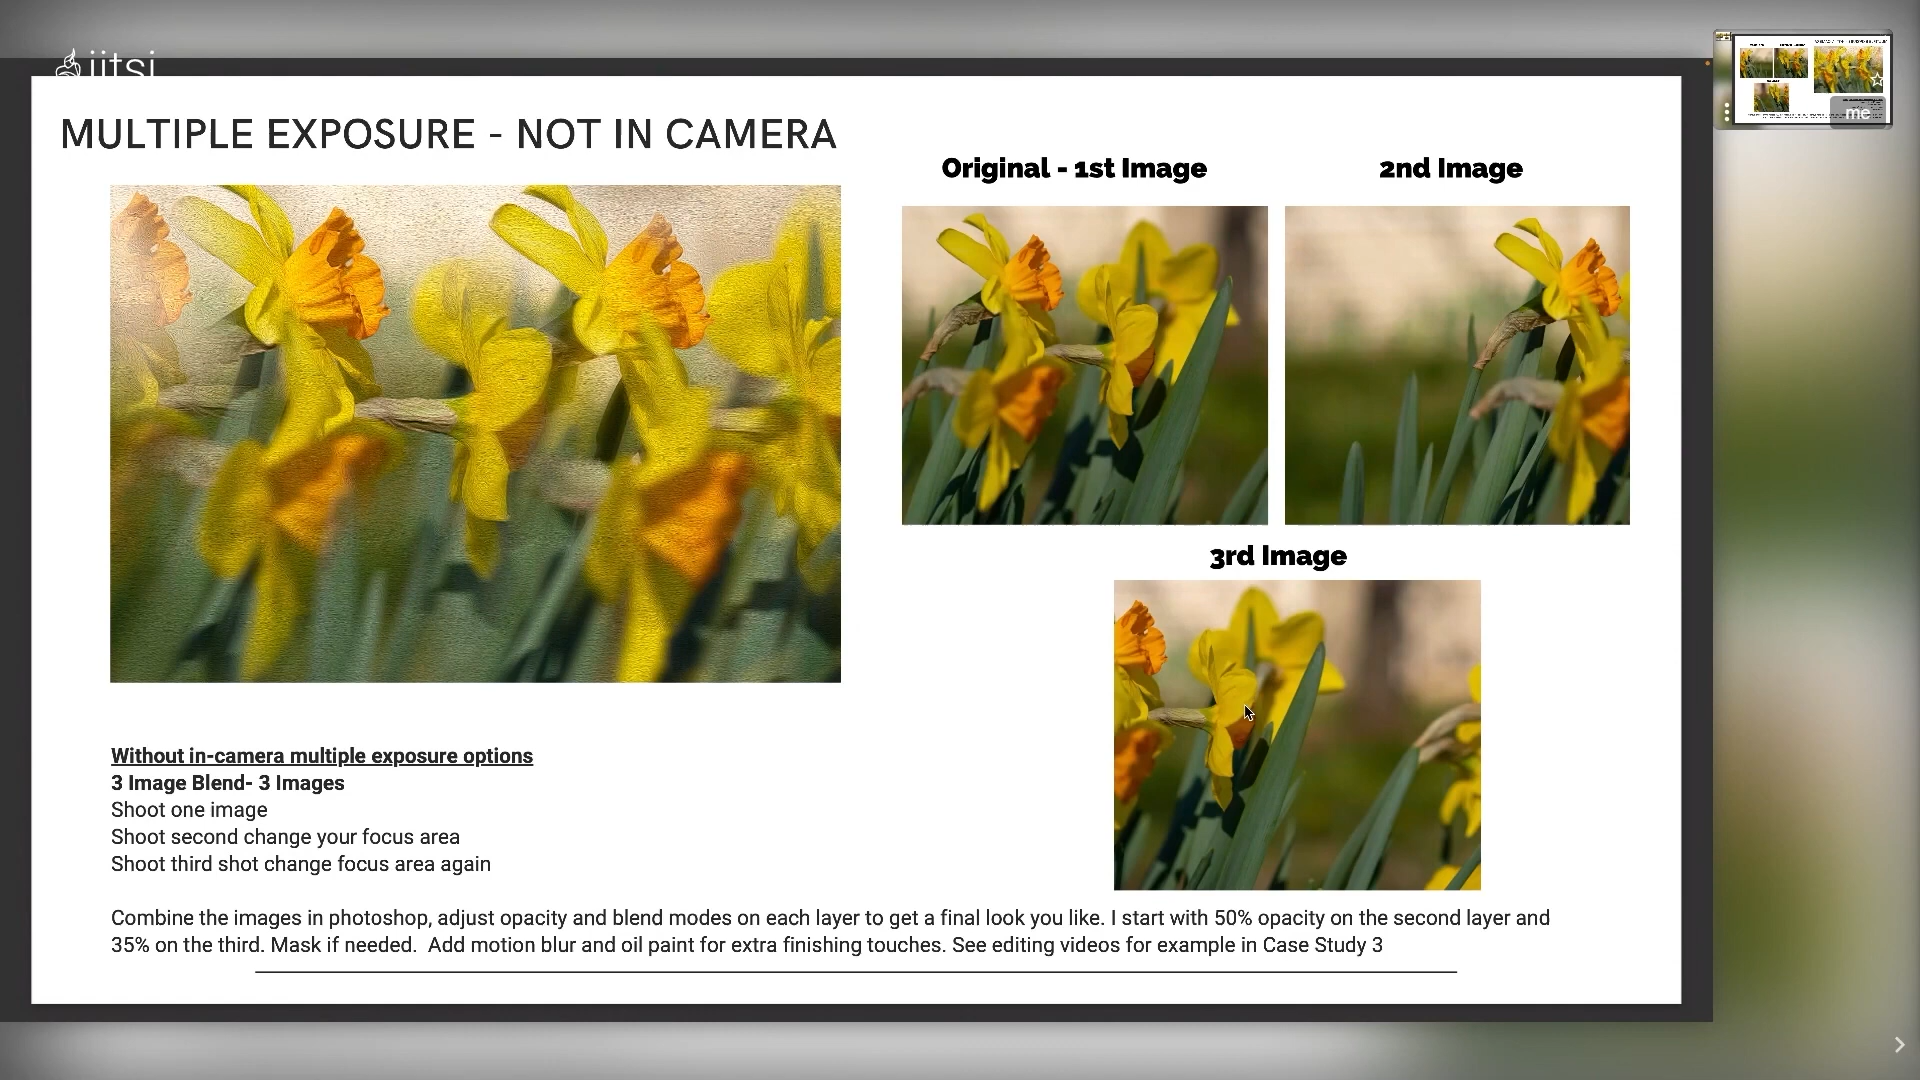 jitsi
me
MULTIPLE EXPOSURE - NOT IN CAMERA
Original - 1st Image
2nd Image
3rd Image
Without in-camera multiple exposure options
3 Image Blend- 3 Images
Shoot one image
Shoot second change your focus area
Shoot third shot change focus area again
Combine the images in photoshop, adjust opacity and blend modes on each layer to get a final look you like. I start with 50% opacity on the second layer and
35% on the third. Mask if needed.  Add motion blur and oil paint for extra finishing touches. See editing videos for example in Case Study 3